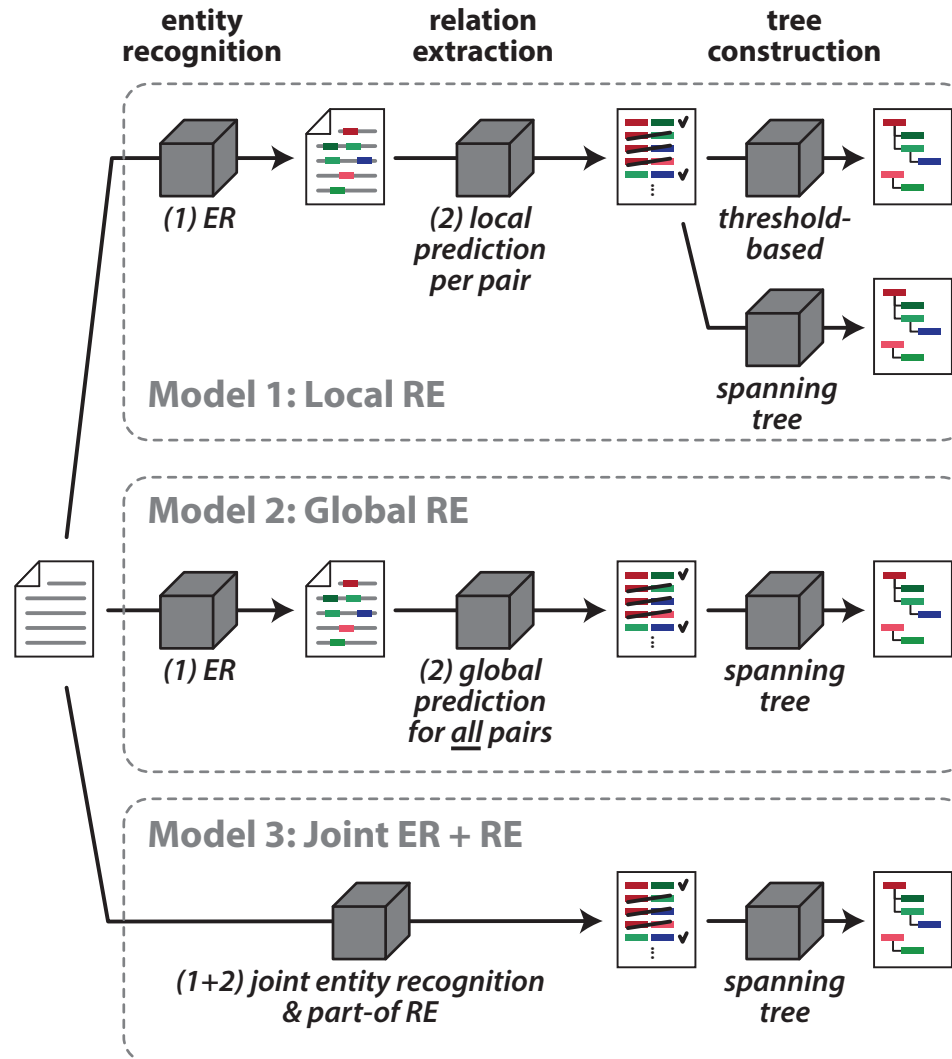 entity
recognition
relation
extraction
tree
construction
(1) ER
(2) local
prediction
per pair
threshold-
based
spanning
tree
Model 1: Local RE
Model 2: Global RE
(1) ER
(2) global
prediction
for all pairs
spanning
tree
Model 3: Joint ER + RE
(1+2) joint entity recognition
& part-of RE
spanning
tree